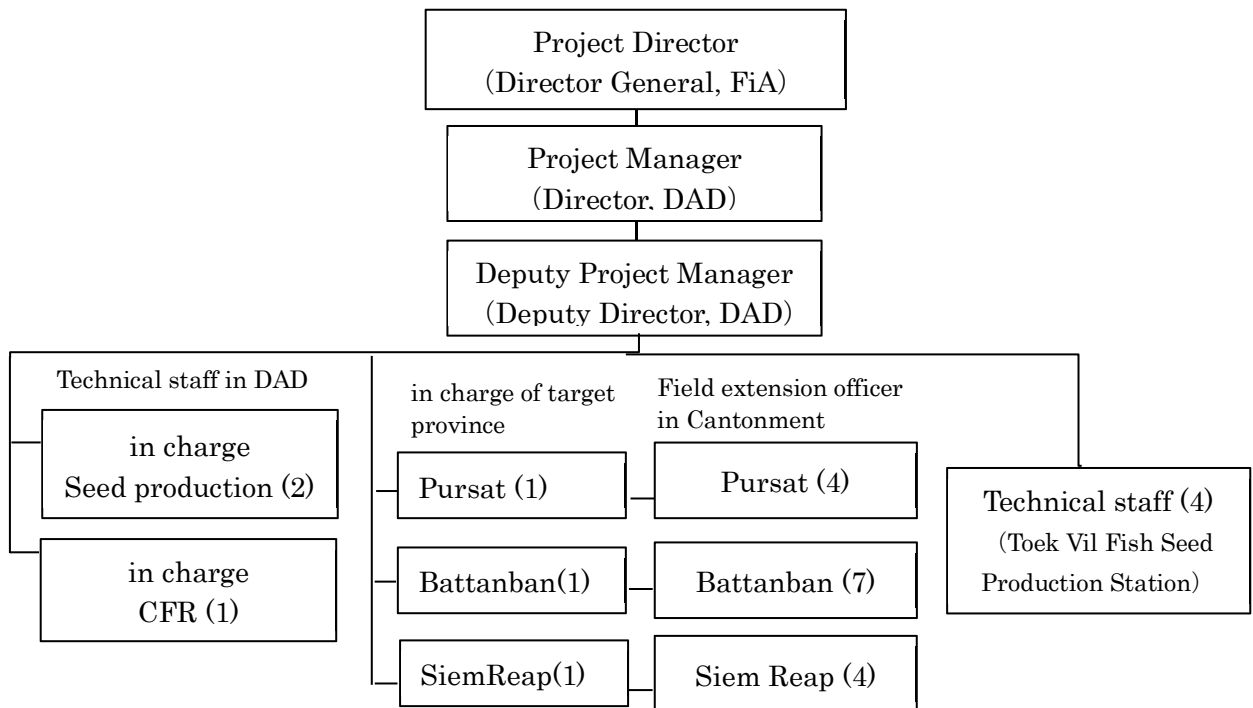 Project Director
(Director General, FiA)
Project Manager
(Director, DAD)
Deputy Project Manager
(Deputy Director, DAD)
Technical staff in DAD
in charge
Seed production (2)
in charge
CFR (1)
in charge of target
province
Field extension officer
in Cantonment
Pursat (1)
Pursat (4)
Battanban(1)
Battanban (7)
SiemReap(1)
Siem Reap (4)
Technical staff (4)
(Toek Vil Fish Seed
Production Station)